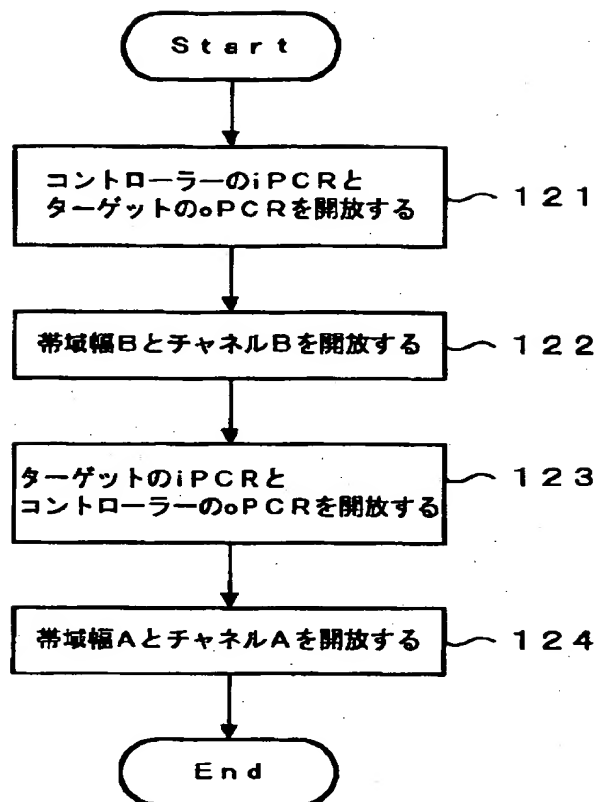 Start
コントローラーのiPCRと
ターゲットのoPCRを開放する
121
帯域幅BとチャネルBを開放する
122
ターゲットのiPCRと
コントローラーのoPCRを開放する
123
帯域幅AとチャネルAを開放する
124
End